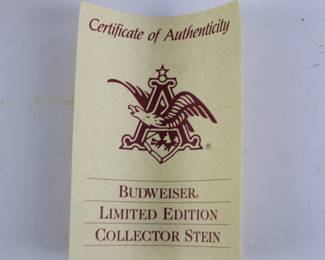 Certificate of Authenticity
A
®
BUDWEISER®
LIMITED EDITION
COLLECTOR STEIN